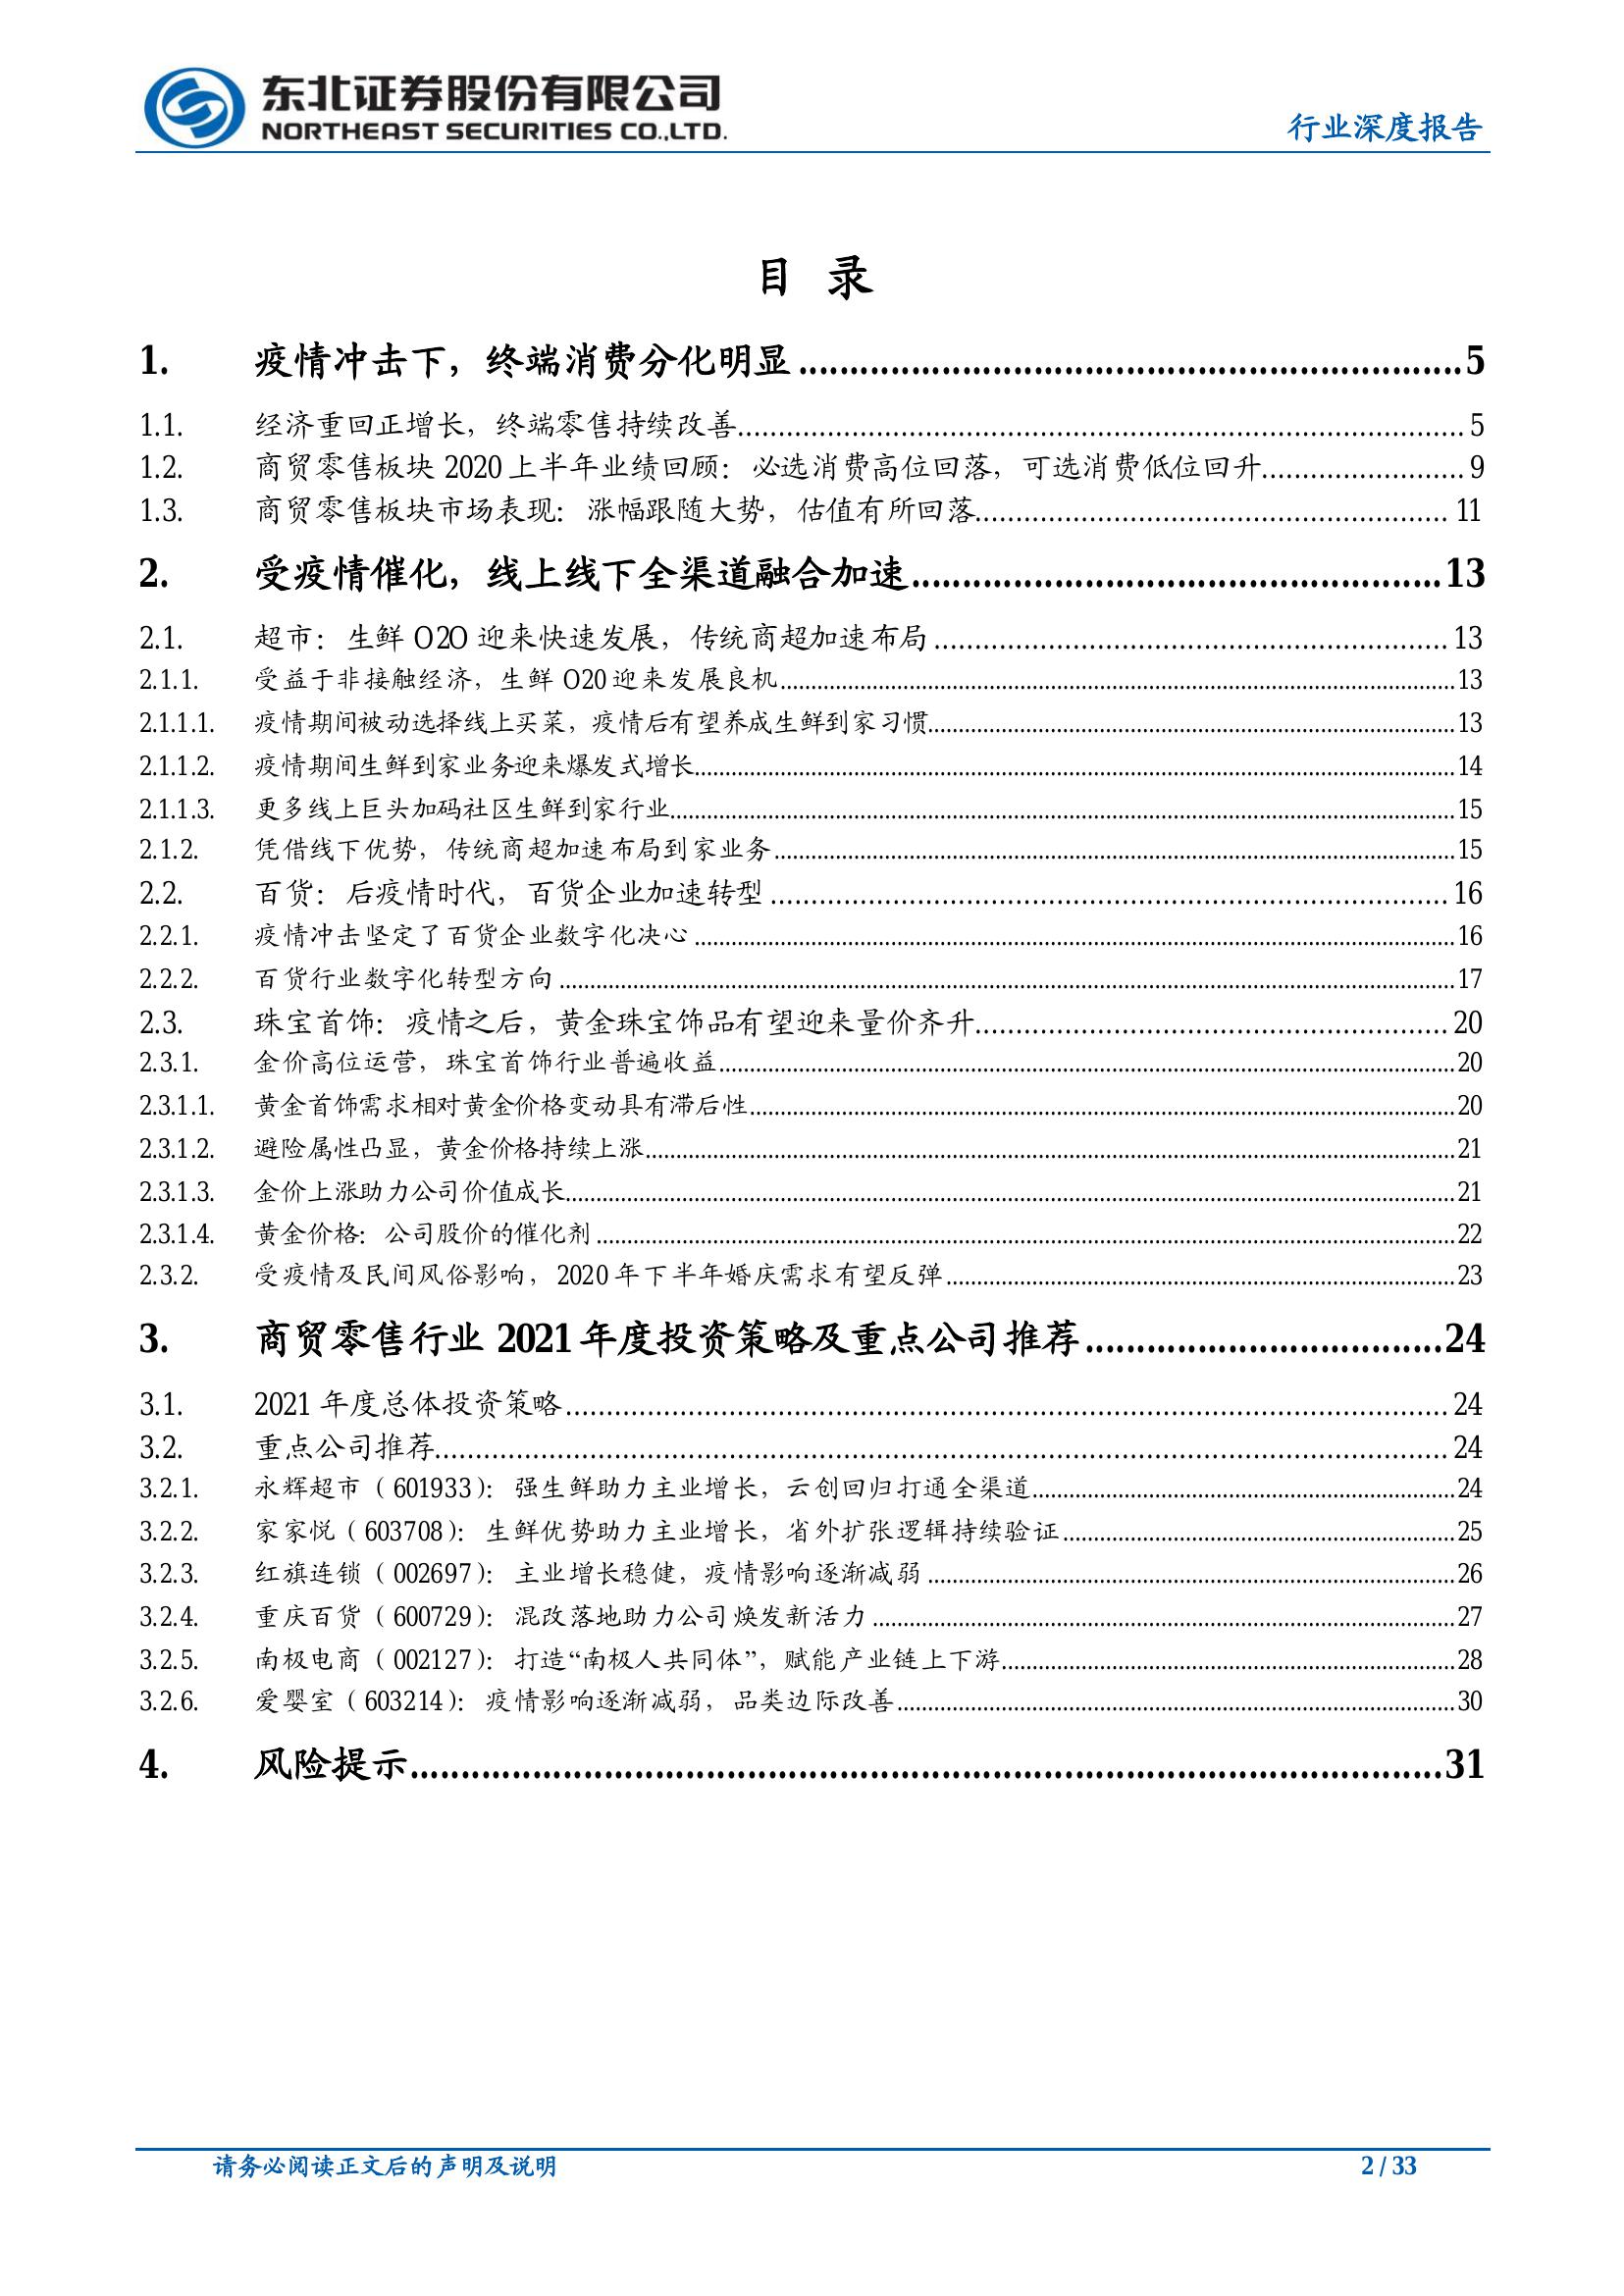 东北证券股份有限公司
NORTHEAST SECURITIES CO.,LTD.
行业深度报告
目 录
1. 疫情冲击下，终端消费分化明显 5
1.1. 经济重回正增长，终端零售持续改善 5
1.2. 商贸零售板块 2020 上半年业绩回顾：必选消费高位回落，可选消费低位回升 9
1.3. 商贸零售板块市场表现：涨幅跟随大势，估值有所回落 11
2. 受疫情催化，线上线下全渠道融合加速 13
2.1. 超市：生鲜 O2O 迎来快速发展，传统商超加速布局 13
2.1.1. 受益于非接触经济，生鲜 O2O 迎来发展良机 13
2.1.1.1. 疫情期间被动选择线上买菜，疫情后有望养成生鲜到家习惯 13
2.1.1.2. 疫情期间生鲜到家业务迎来爆发式增长 14
2.1.1.3. 更多线上巨头加码社区生鲜到家行业 15
2.1.2. 凭借线下优势，传统商超加速布局到家业务 15
2.2. 百货：后疫情时代，百货企业加速转型 16
2.2.1. 疫情冲击坚定了百货企业数字化决心 16
2.2.2. 百货行业数字化转型方向 17
2.3. 珠宝首饰：疫情之后，黄金珠宝饰品有望迎来量价齐升 20
2.3.1. 金价高位运营，珠宝首饰行业普遍收益 20
2.3.1.1. 黄金首饰需求相对黄金价格变动具有滞后性 20
2.3.1.2. 避险属性凸显，黄金价格持续上涨 21
2.3.1.3. 金价上涨助力公司价值成长 21
2.3.1.4. 黄金价格：公司股价的催化剂 22
2.3.2. 受疫情及民间风俗影响，2020 年下半年婚庆需求有望反弹 23
3. 商贸零售行业 2021 年度投资策略及重点公司推荐 24
3.1. 2021 年度总体投资策略 24
3.2. 重点公司推荐 24
3.2.1. 永辉超市（601933）：强生鲜助力主业增长，云创回归打通全渠道 24
3.2.2. 家家悦（603708）：生鲜优势助力主业增长，省外扩张逻辑持续验证 25
3.2.3. 红旗连锁（002697）：主业增长稳健，疫情影响逐渐减弱 26
3.2.4. 重庆百货（600729）：混改落地助力公司焕发新活力 27
3.2.5. 南极电商（002127）：打造“南极人共同体”，赋能产业链上下游 28
3.2.6. 爱婴室（603214）：疫情影响逐渐减弱，品类边际改善 30
4. 风险提示 31
请务必阅读正文后的声明及说明 2 / 33